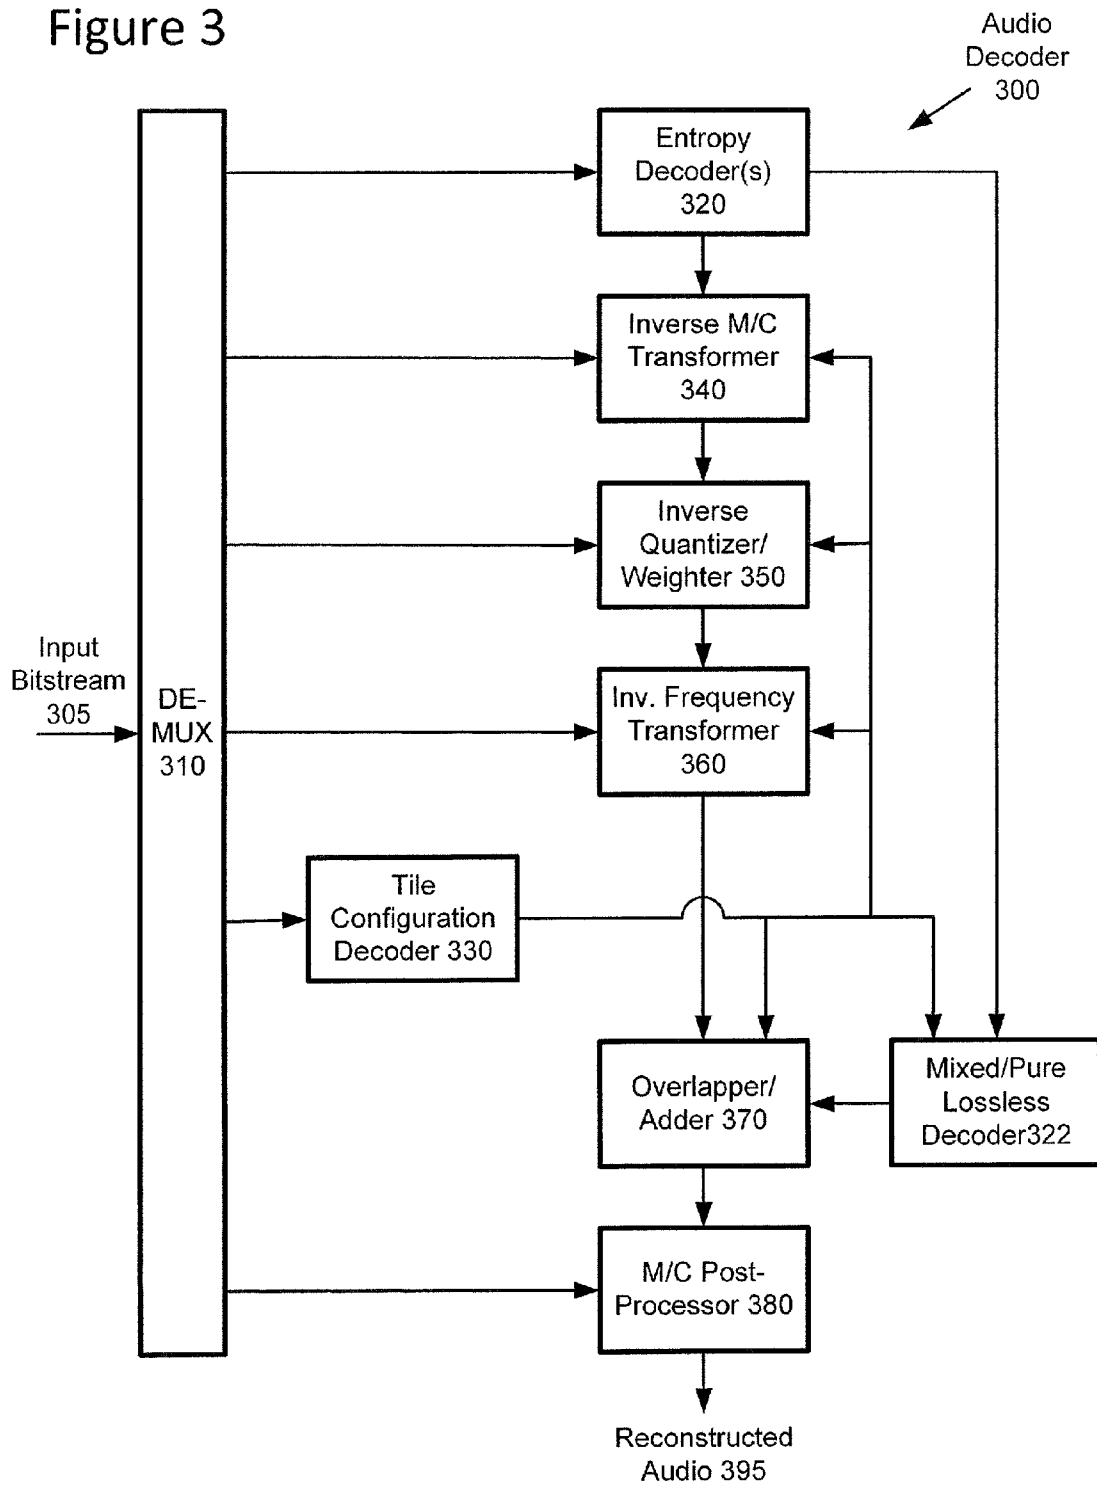 Figure 3
Audio
Decoder
300
Entropy
Decoder(s)
320
Inverse M/C
Transformer
340
Inverse
Quantizer/
Weighter 350
Input
Bitstream
305
DE-
MUX
310
Inv. Frequency
Transformer
360
Tile
Configuration
Decoder 330
Overlapper/
Adder 370
Mixed/Pure
Lossless
Decoder322
M/C Post-
Processor 380
Reconstructed
Audio 395